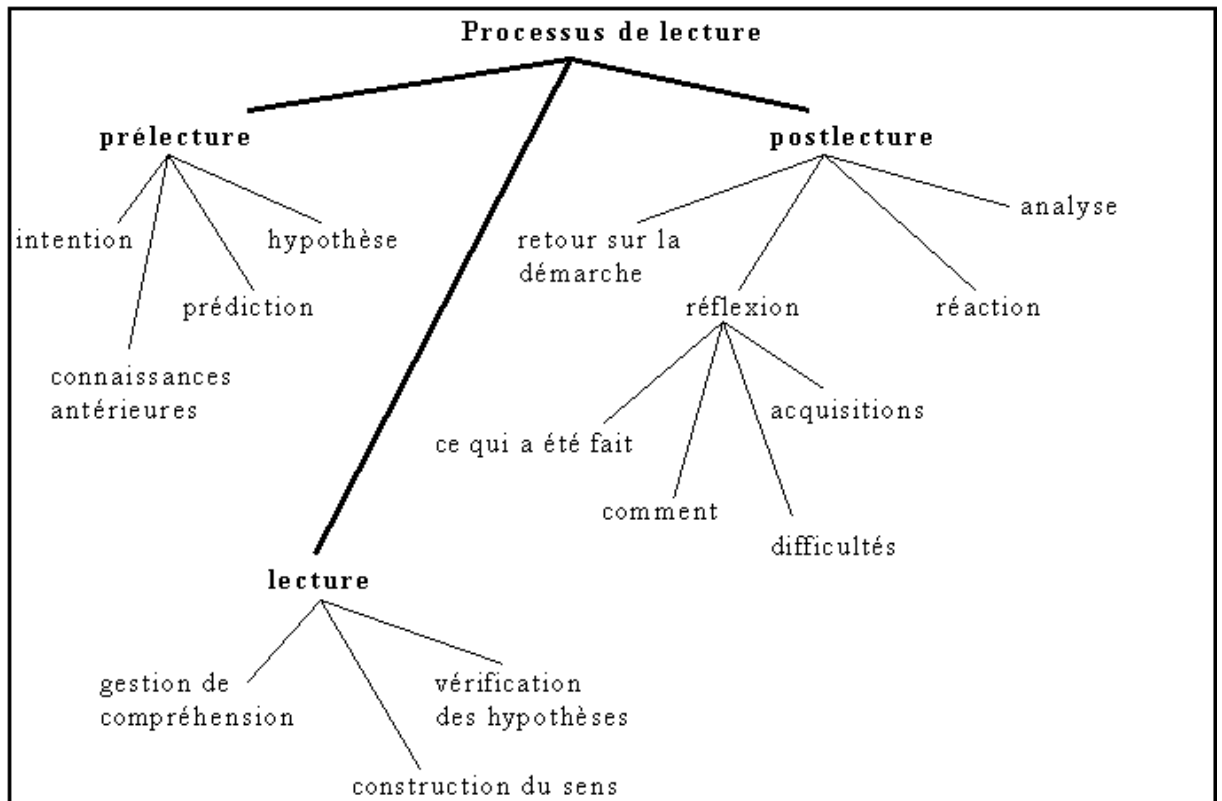 Processus de lecture
prélecture
postlecture
intention
hypothèse
prédiction
connaissances
antérieures
retour sur la
démarche
analyse
réflexion
réaction
ce qui a été fait
acquisitions
comment
difficultés
lecture
gestion de
compréhension
vérification
des hypothèses
construction du sens